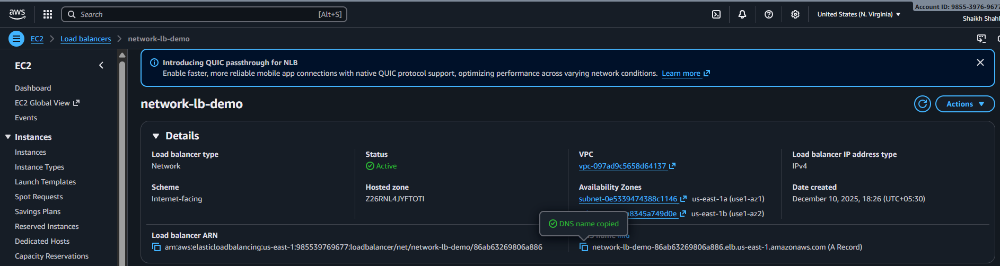 aws
Search [Alt+S]
United States (N. Virginia)
Account ID: 9855-3976-9677
Shaikh Shah
EC2 > Load balancers > network-lb-demo
EC2
Dashboard
EC2 Global View
Events
Instances
Instances
Instance Types
Launch Templates
Spot Requests
Savings Plans
Reserved Instances
Dedicated Hosts
Capacity Reservations
Introducing QUIC passthrough for NLB
Enable faster, more reliable mobile app connections with native QUIC protocol support, optimizing performance across varying network conditions. Learn more
network-lb-demo
Actions
Details
Load balancer type
Network
Status
Active
VPC
vpc-097ad9c5658d64137
Load balancer IP address type
IPv4
Scheme
Internet-facing
Hosted zone
Z26RNL4JYFTOTI
Availability Zones
subnet-0e5339474388c1146 us-east-1a (use1-az1)
8345a749d0e us-east-1b (use1-az2)
Date created
December 10, 2025, 18:26 (UTC+05:30)
DNS name copied
Load balancer ARN
arn:aws:elasticloadbalancing:us-east-1:985539769677:loadbalancer/net/network-lb-demo/86ab63269806a886
name Info
network-lb-demo-86ab63269806a886.elb.us-east-1.amazonaws.com (A Record)